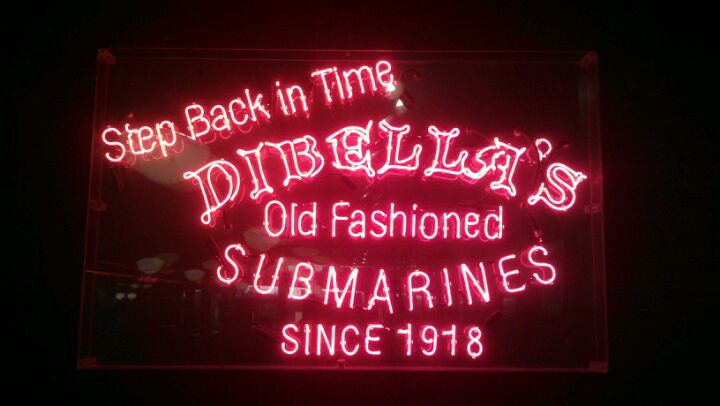 Step Back in Time
DIBELLA'S
Old Fashioned
SUBMARINES
SINCE 1918